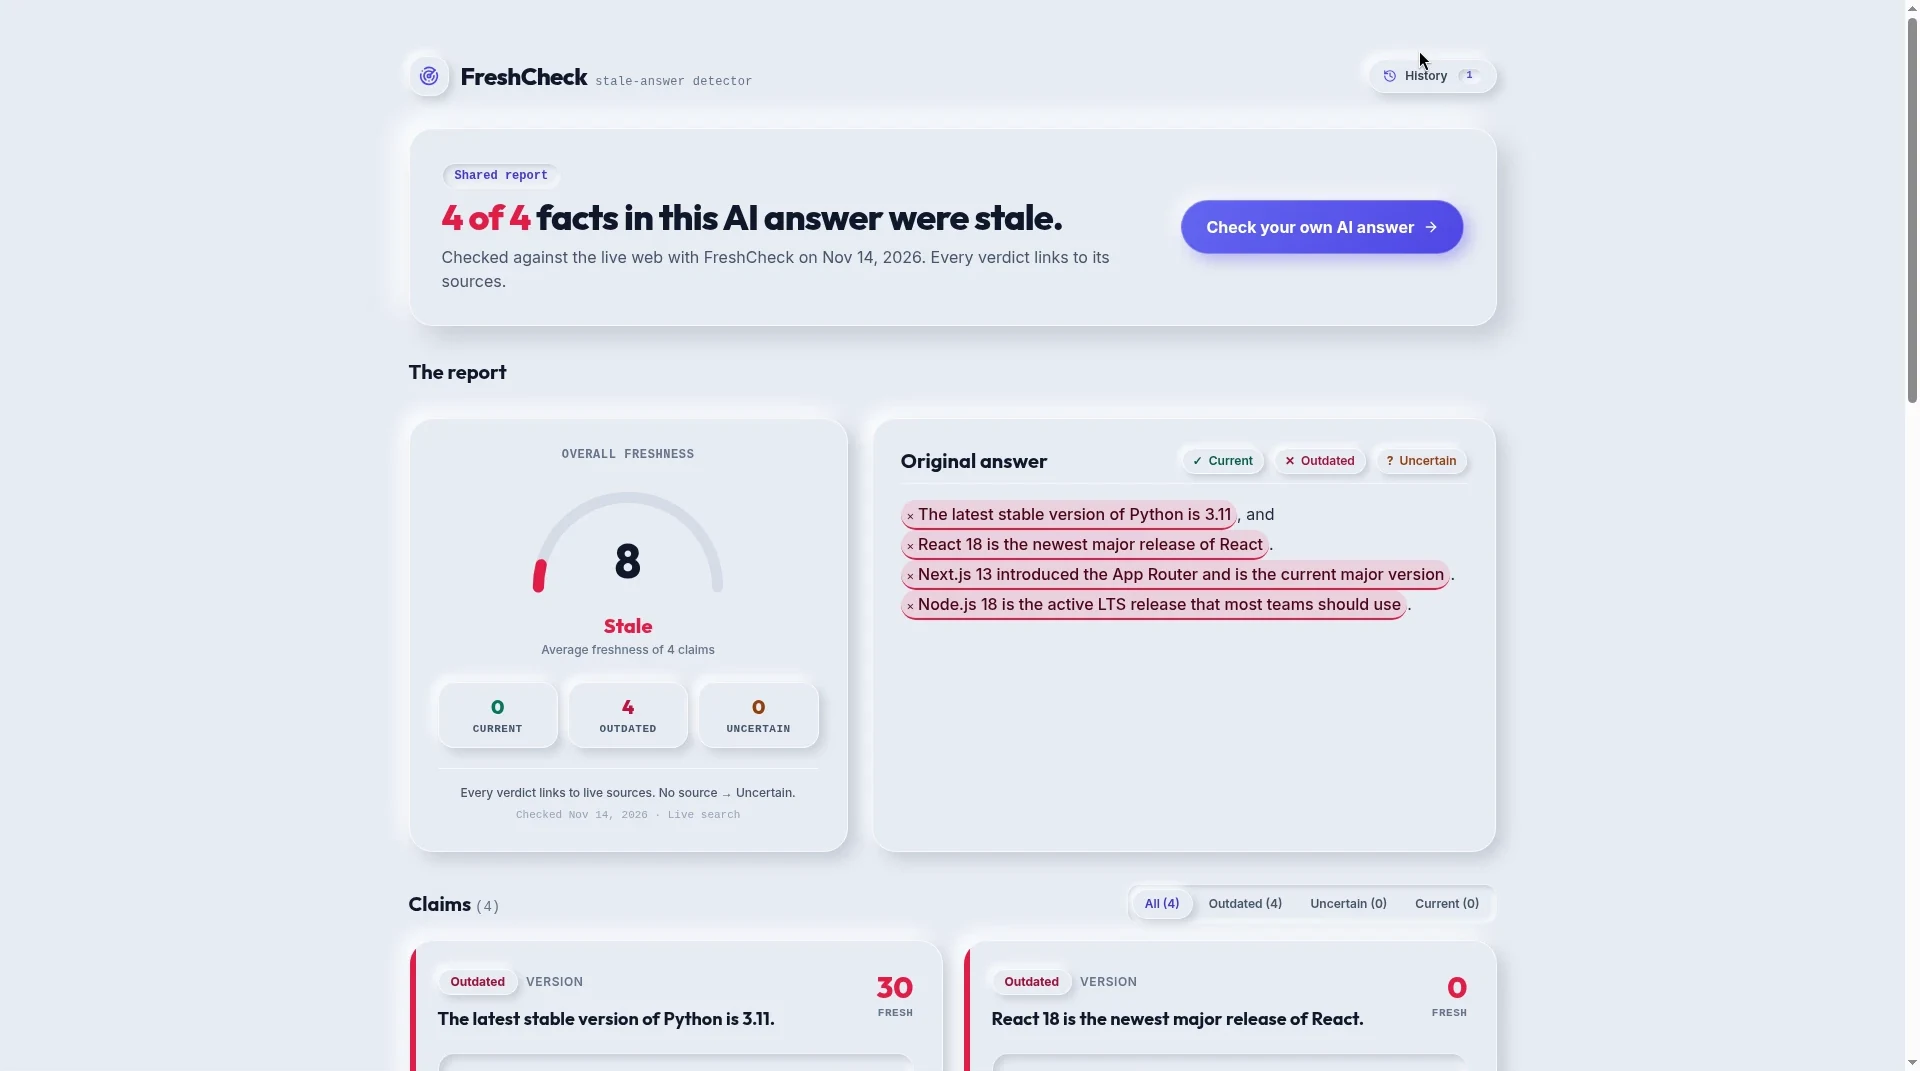 FreshCheck stale-answer detector
History 1
Shared report
4 of 4 facts in this AI answer were stale.
Checked against the live web with FreshCheck on Nov 14, 2026. Every verdict links to its
sources.
Check your own AI answer →
The report
OVERALL FRESHNESS
8
Stale
Average freshness of 4 claims
0
CURRENT
4
OUTDATED
0
UNCERTAIN
Every verdict links to live sources. No source → Uncertain.
Checked Nov 14, 2026 · Live search
Original answer
✓ Current
✕ Outdated
? Uncertain
× The latest stable version of Python is 3.11, and
× React 18 is the newest major release of React.
× Next.js 13 introduced the App Router and is the current major version.
× Node.js 18 is the active LTS release that most teams should use.
Claims (4)
All (4)
Outdated (4)
Uncertain (0)
Current (0)
Outdated VERSION
30
FRESH
The latest stable version of Python is 3.11.
Outdated VERSION
0
FRESH
React 18 is the newest major release of React.